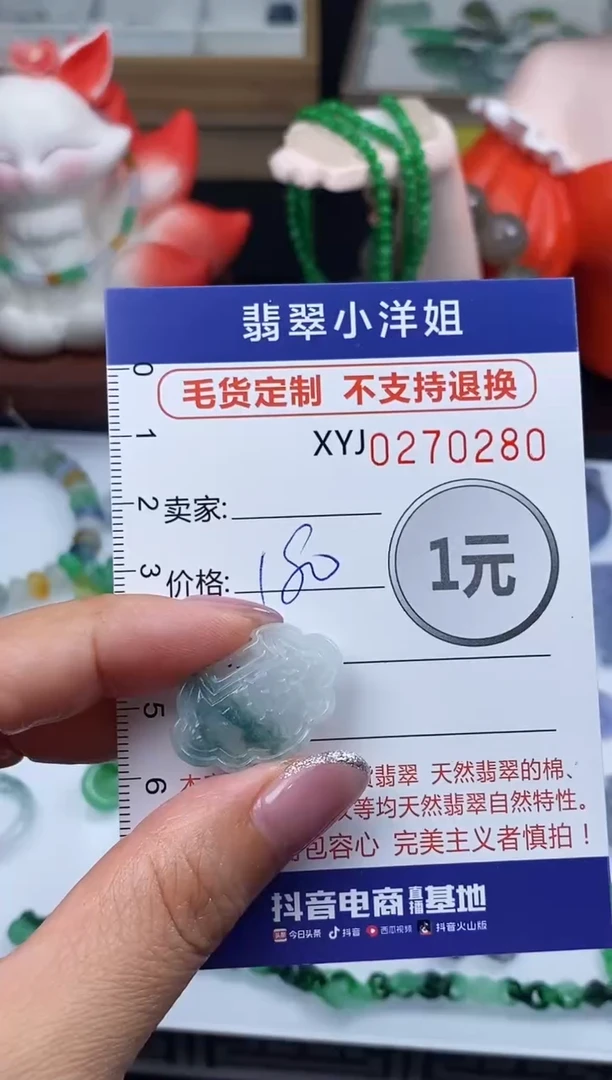 翡翠小洋姐
毛货定制 不支持退换
XYJ0270280
0
1
2
3
5
6
卖家:
1元
价格: 180
翡翠 天然翡翠的棉、
等均天然翡翠自然特性。
包容心 完美主义者慎拍！
抖音电商直播基地
头条 今日头条 抖音 西瓜视频 抖音火山版